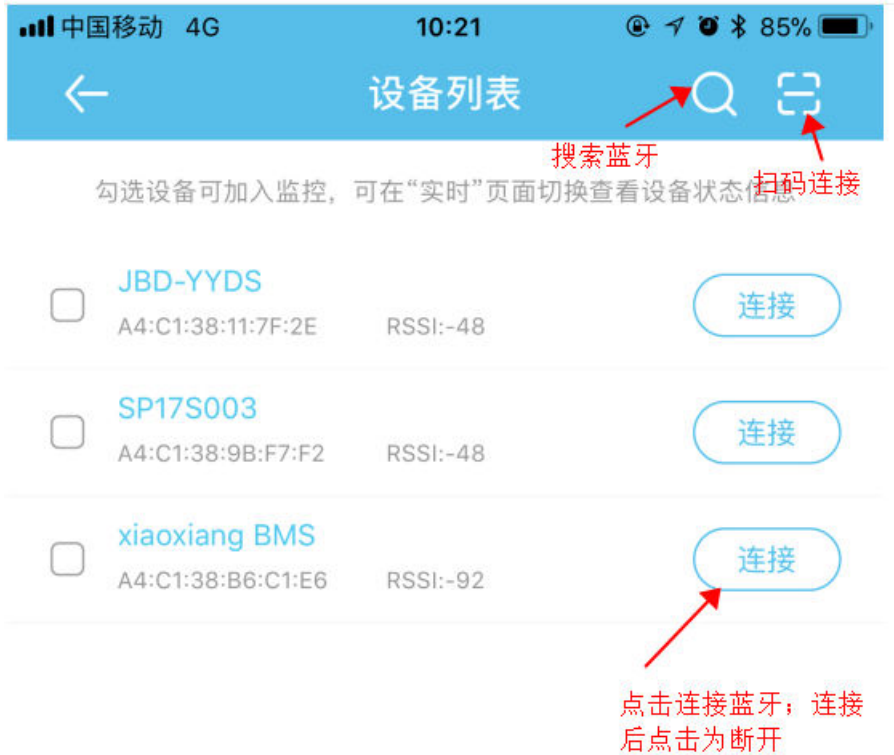 中国移动 4G 10:21 85%
设备列表
搜索蓝牙
扫码连接
勾选设备可加入监控，可在“实时”页面切换查看设备状态信息
JBD-YYDS
A4:C1:38:11:7F:2E RSSI:-48
连接
SP17S003
A4:C1:38:9B:F7:F2 RSSI:-48
连接
xiaoxiang BMS
A4:C1:38:B6:C1:E6 RSSI:-92
连接
点击连接蓝牙；连接
后点击为断开